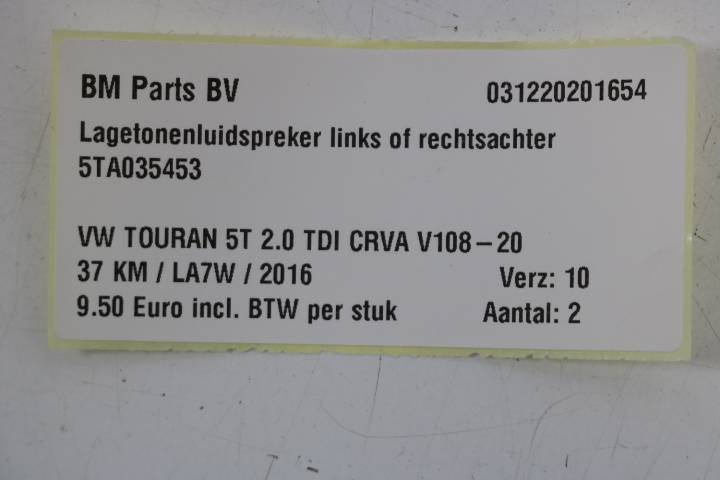 BM Parts BV 031220201654
Lagetonenluidspreker links of rechtsachter
5TA035453
VW TOURAN 5T 2.0 TDI CRVA V108-20
37 KM / LA7W / 2016 Verz: 10
9.50 Euro incl. BTW per stuk Aantal: 2